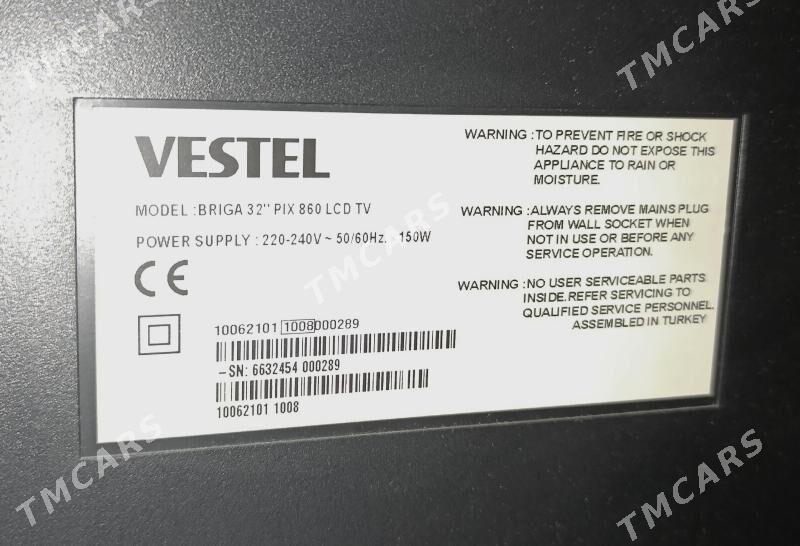 VESTEL
MODEL :BRIGA 32" PIX 860 LCD TV
POWER SUPPLY : 220-240V ~ 50/60Hz. - 150W
CE
10062101 1008000289
-SN: 6632454 000289
10062101 1008
WARNING :TO PREVENT FIRE OR SHOCK
HAZARD DO NOT EXPOSE THIS
APPLIANCE TO RAIN OR
MOISTURE.
WARNING :ALWAYS REMOVE MAINS PLUG
FROM WALL SOCKET WHEN
NOT IN USE OR BEFORE ANY
SERVICE OPERATION.
WARNING :NO USER SERVICEABLE PARTS
INSIDE.REFER SERVICING TO
QUALIFIED SERVICE PERSONNEL.
ASSEMBLED IN TURKEY
TMCARS
TMCARS
TMCARS
TMCARS
TMCARS